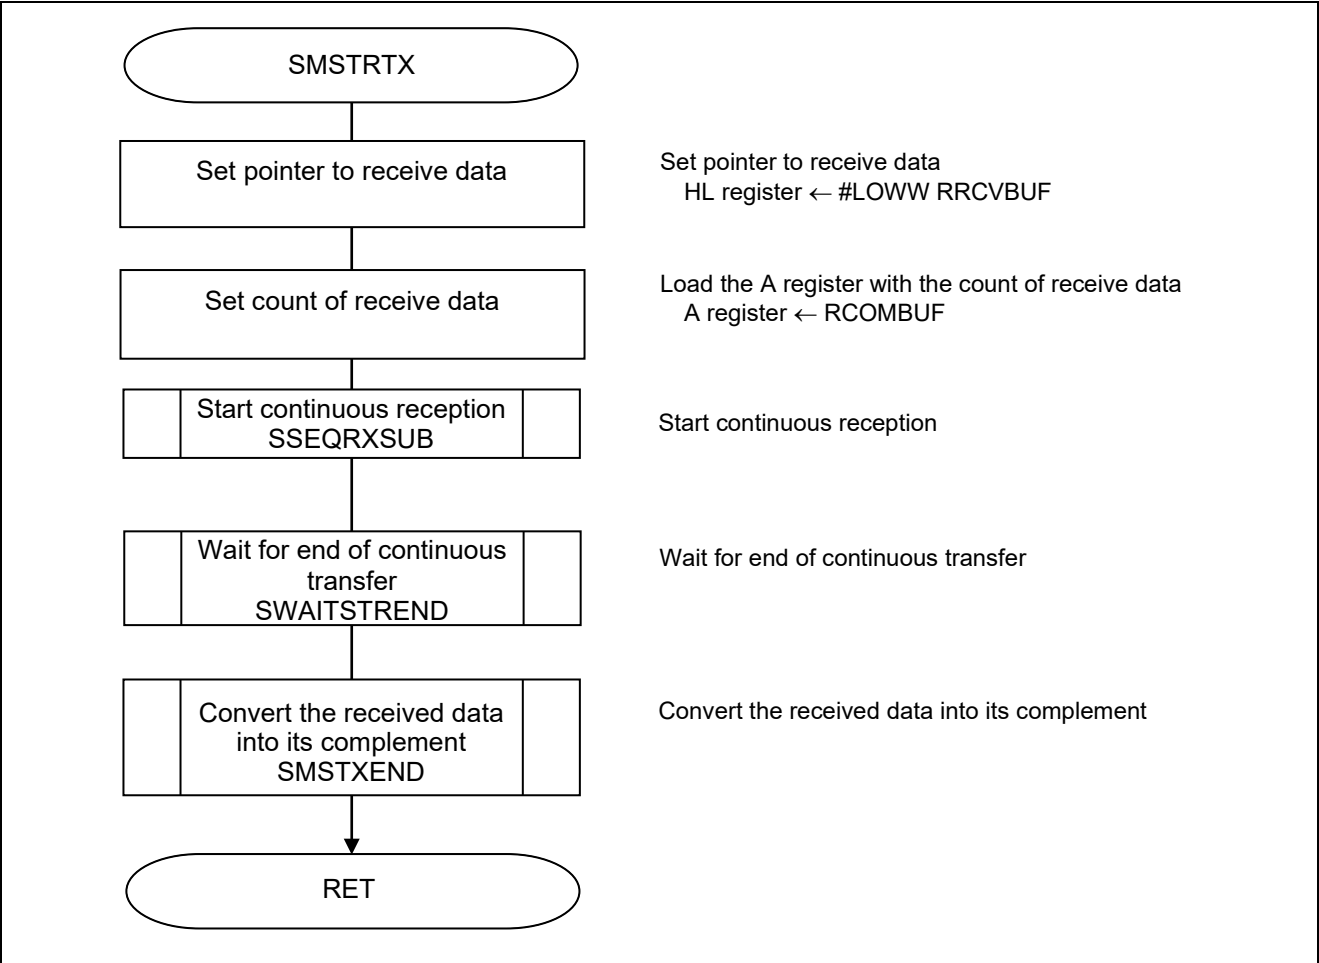 SMSTRTX
Set pointer to receive data
Set pointer to receive data
HL register ← #LOWW RRCVBUF
Set count of receive data
Load the A register with the count of receive data
A register ← RCOMBUF
Start continuous reception
SSEQRXSUB
Start continuous reception
Wait for end of continuous
transfer
SWAITSTREND
Wait for end of continuous transfer
Convert the received data
into its complement
SMSTXEND
Convert the received data into its complement
RET